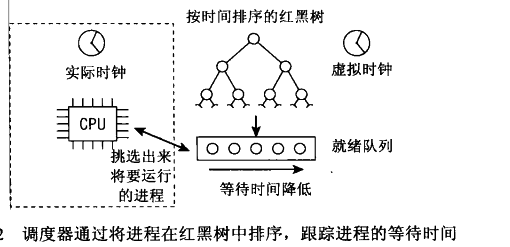 按时间排序的红黑树
实际时钟
虚拟时钟
CPU
挑选出来
将要运行
的进程
就绪队列
等待时间降低
2 调度器通过将进程在红黑树中排序，跟踪进程的等待时间